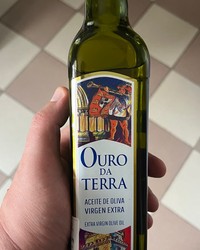 OURO
DA
TERRA
ACEITE DE OLIVA
VIRGEN EXTRA
EXTRA VIRGIN OLIVE OIL